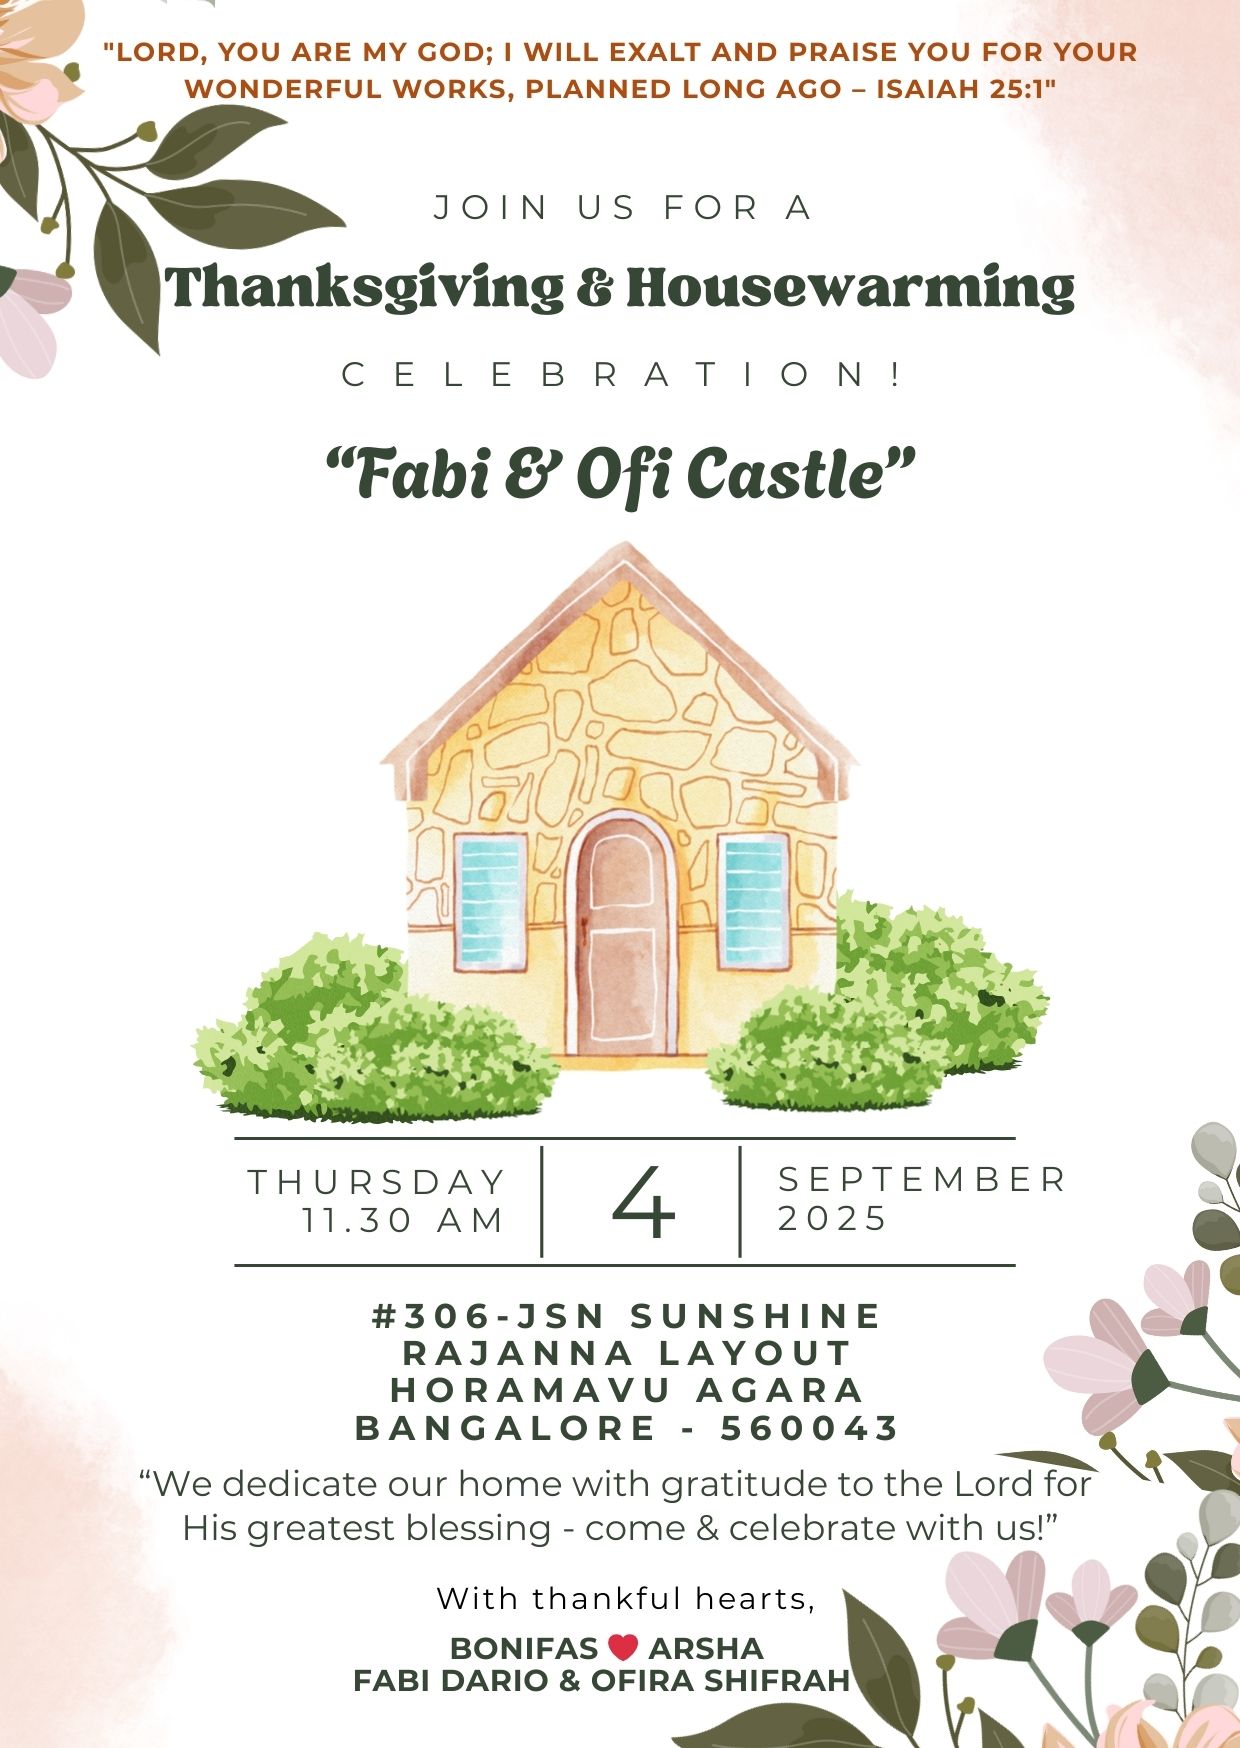 "LORD, YOU ARE MY GOD; I WILL EXALT AND PRAISE YOU FOR YOUR
WONDERFUL WORKS, PLANNED LONG AGO – ISAIAH 25:1"
JOIN US FOR A
Thanksgiving & Housewarming
CELEBRATION!
“Fabi & Ofi Castle”
THURSDAY
11.30 AM
4
SEPTEMBER
2025
#306-JSN SUNSHINE
RAJANNA LAYOUT
HORAMAVU AGARA
BANGALORE - 560043
“We dedicate our home with gratitude to the Lord for
His greatest blessing - come & celebrate with us!”
With thankful hearts,
BONIFAS ❤ ARSHA
FABI DARIO & OFIRA SHIFRAH